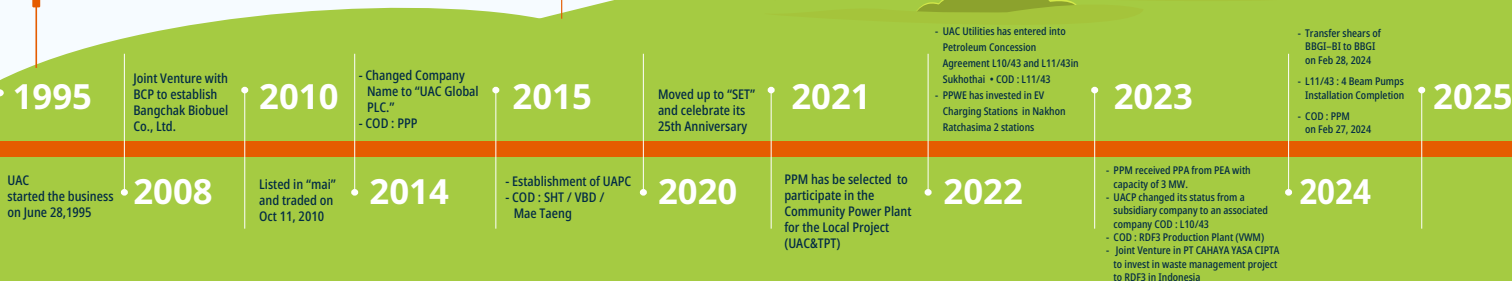 1995
UAC
started the business
on June 28,1995
Joint Venture with
BCP to establish
Bangchak Biobuel
Co., Ltd.
2008
2010
Listed in “mai”
and traded on
Oct 11, 2010
- Changed Company
Name to “UAC Global
PLC.”
- COD : PPP
2014
2015
- Establishment of UAPC
- COD : SHT / VBD /
Mae Taeng
Moved up to “SET”
and celebrate its
25th Anniversary
2020
2021
PPM has be selected to
participate in the
Community Power Plant
for the Local Project
(UAC&TPT)
- UAC Utilities has entered into
Petroleum Concession
Agreement L10/43 and L11/43in
Sukhothai • COD : L11/43
- PPWE has invested in EV
Charging Stations in Nakhon
Ratchasima 2 stations
2022
2023
- PPM received PPA from PEA with
capacity of 3 MW.
- UACP changed its status from a
subsidiary company to an associated
company COD : L10/43
- COD : RDF3 Production Plant (VWM)
- Joint Venture in PT CAHAYA YASA CIPTA
to invest in waste management project
to RDF3 in Indonesia
- Transfer shears of
BBGI–BI to BBGI
on Feb 28, 2024
- L11/43 : 4 Beam Pumps
Installation Completion
- COD : PPM
on Feb 27, 2024
2024
2025